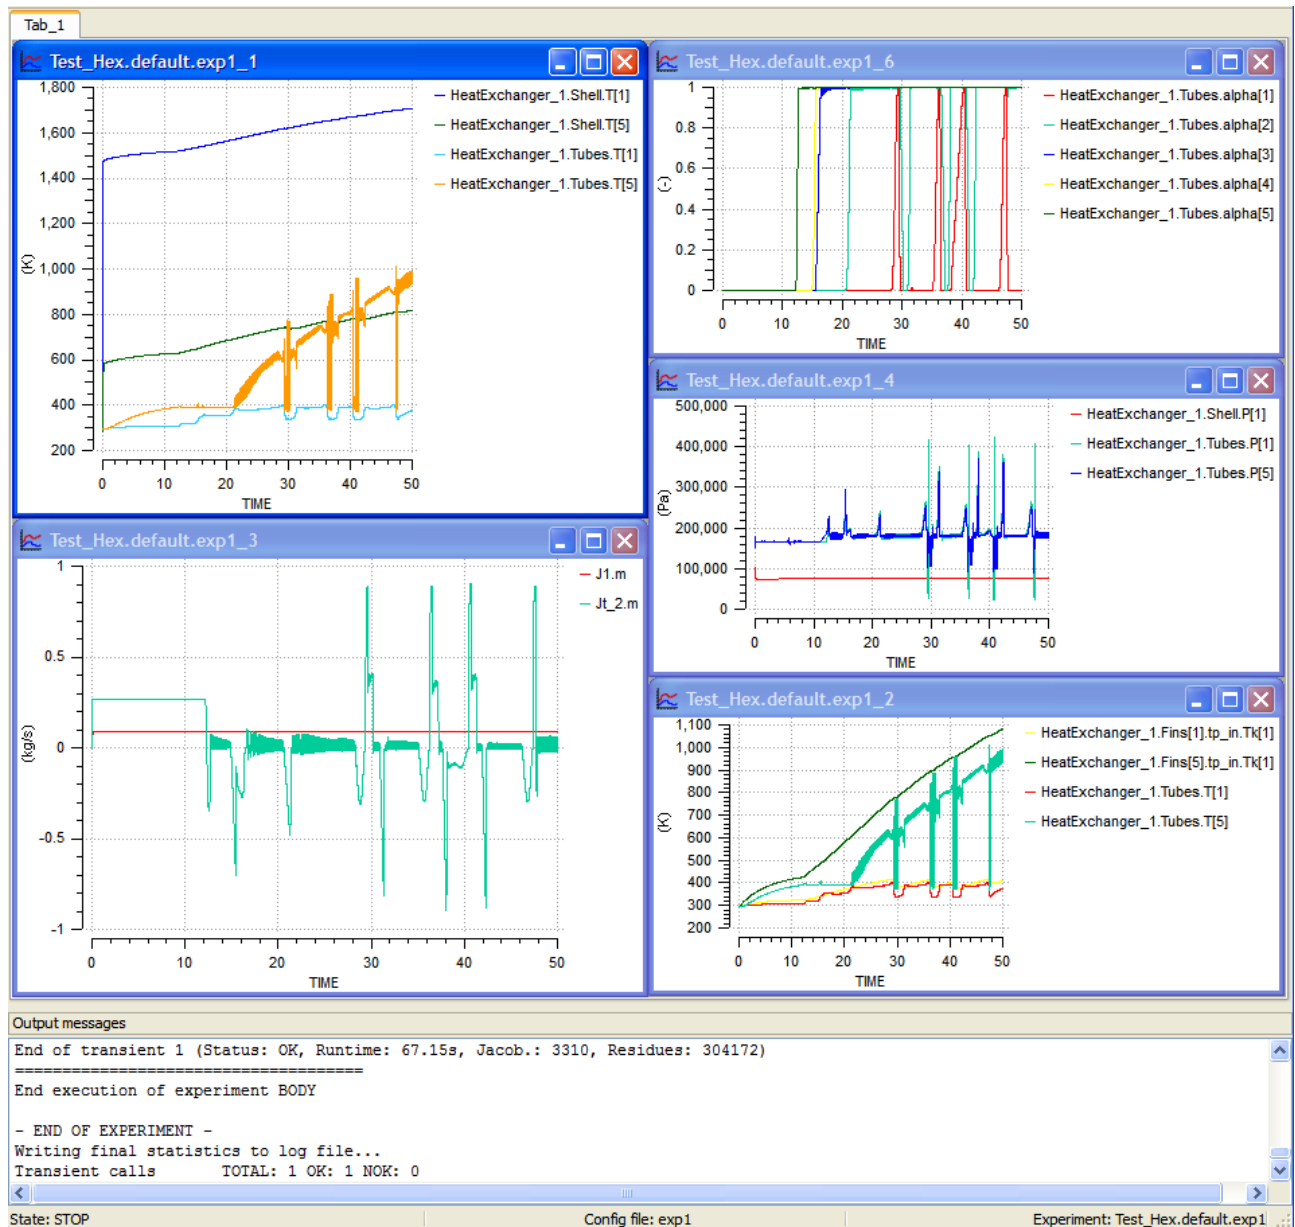 Tab_1
Test_Hex.default.exp1_1
1,800
1,600
1,400
1,200
1,000
800
600
400
200
(K)
0 10 20 30 40 50
TIME
HeatExchanger_1.Shell.T[1]
HeatExchanger_1.Shell.T[5]
HeatExchanger_1.Tubes.T[1]
HeatExchanger_1.Tubes.T[5]
Test_Hex.default.exp1_6
1
0.8
0.6
0.4
0.2
0
(-)
0 10 20 30 40 50
TIME
HeatExchanger_1.Tubes.alpha[1]
HeatExchanger_1.Tubes.alpha[2]
HeatExchanger_1.Tubes.alpha[3]
HeatExchanger_1.Tubes.alpha[4]
HeatExchanger_1.Tubes.alpha[5]
Test_Hex.default.exp1_4
500,000
400,000
300,000
200,000
100,000
0
(Pa)
0 10 20 30 40 50
TIME
HeatExchanger_1.Shell.P[1]
HeatExchanger_1.Tubes.P[1]
HeatExchanger_1.Tubes.P[5]
Test_Hex.default.exp1_3
1
0.5
0
-0.5
-1
(kg/s)
0 10 20 30 40 50
TIME
J1.m
Jt_2.m
Test_Hex.default.exp1_2
1,100
1,000
900
800
700
600
500
400
300
200
(K)
0 10 20 30 40 50
TIME
HeatExchanger_1.Fins[1].tp_in.Tk[1]
HeatExchanger_1.Fins[5].tp_in.Tk[1]
HeatExchanger_1.Tubes.T[1]
HeatExchanger_1.Tubes.T[5]
Output messages
End of transient 1 (Status: OK, Runtime: 67.15s, Jacob.: 3310, Residues: 304172)
=====================================
End execution of experiment BODY
- END OF EXPERIMENT -
Writing final statistics to log file...
Transient calls TOTAL: 1 OK: 1 NOK: 0
State: STOP
Config file: exp1
Experiment: Test_Hex.default.exp1